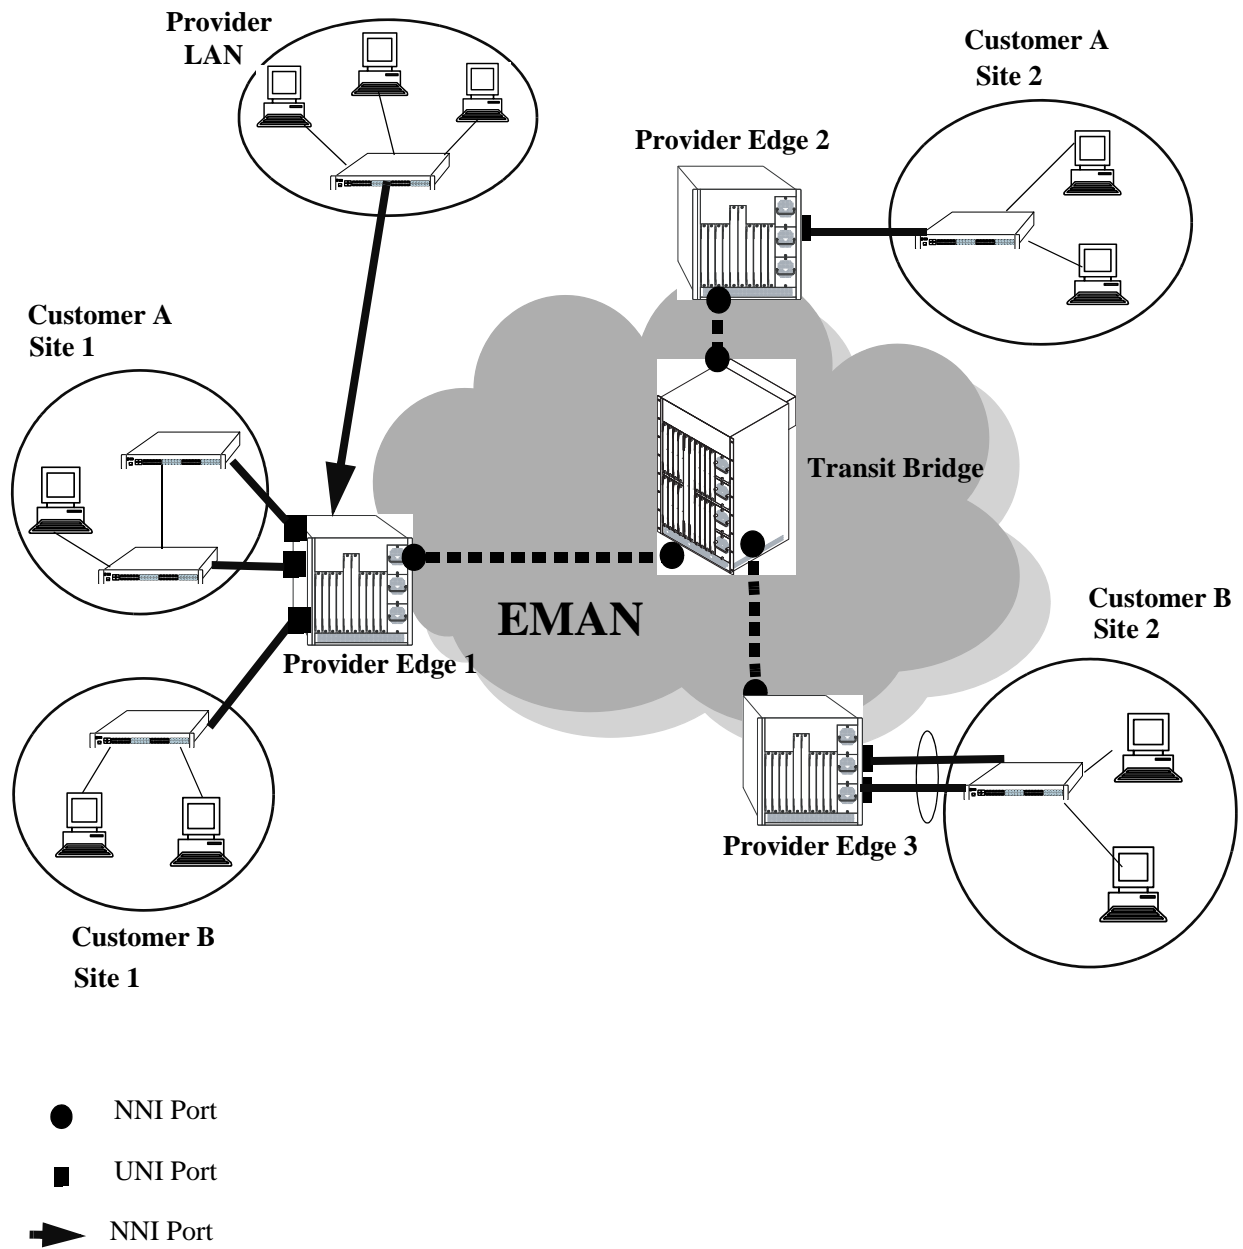 Provider
LAN
Customer A
Site 2
Provider Edge 2
Customer A
Site 1
Transit Bridge
EMAN
Customer B
Site 2
Provider Edge 1
Provider Edge 3
Customer B
Site 1
NNI Port
UNI Port
NNI Port